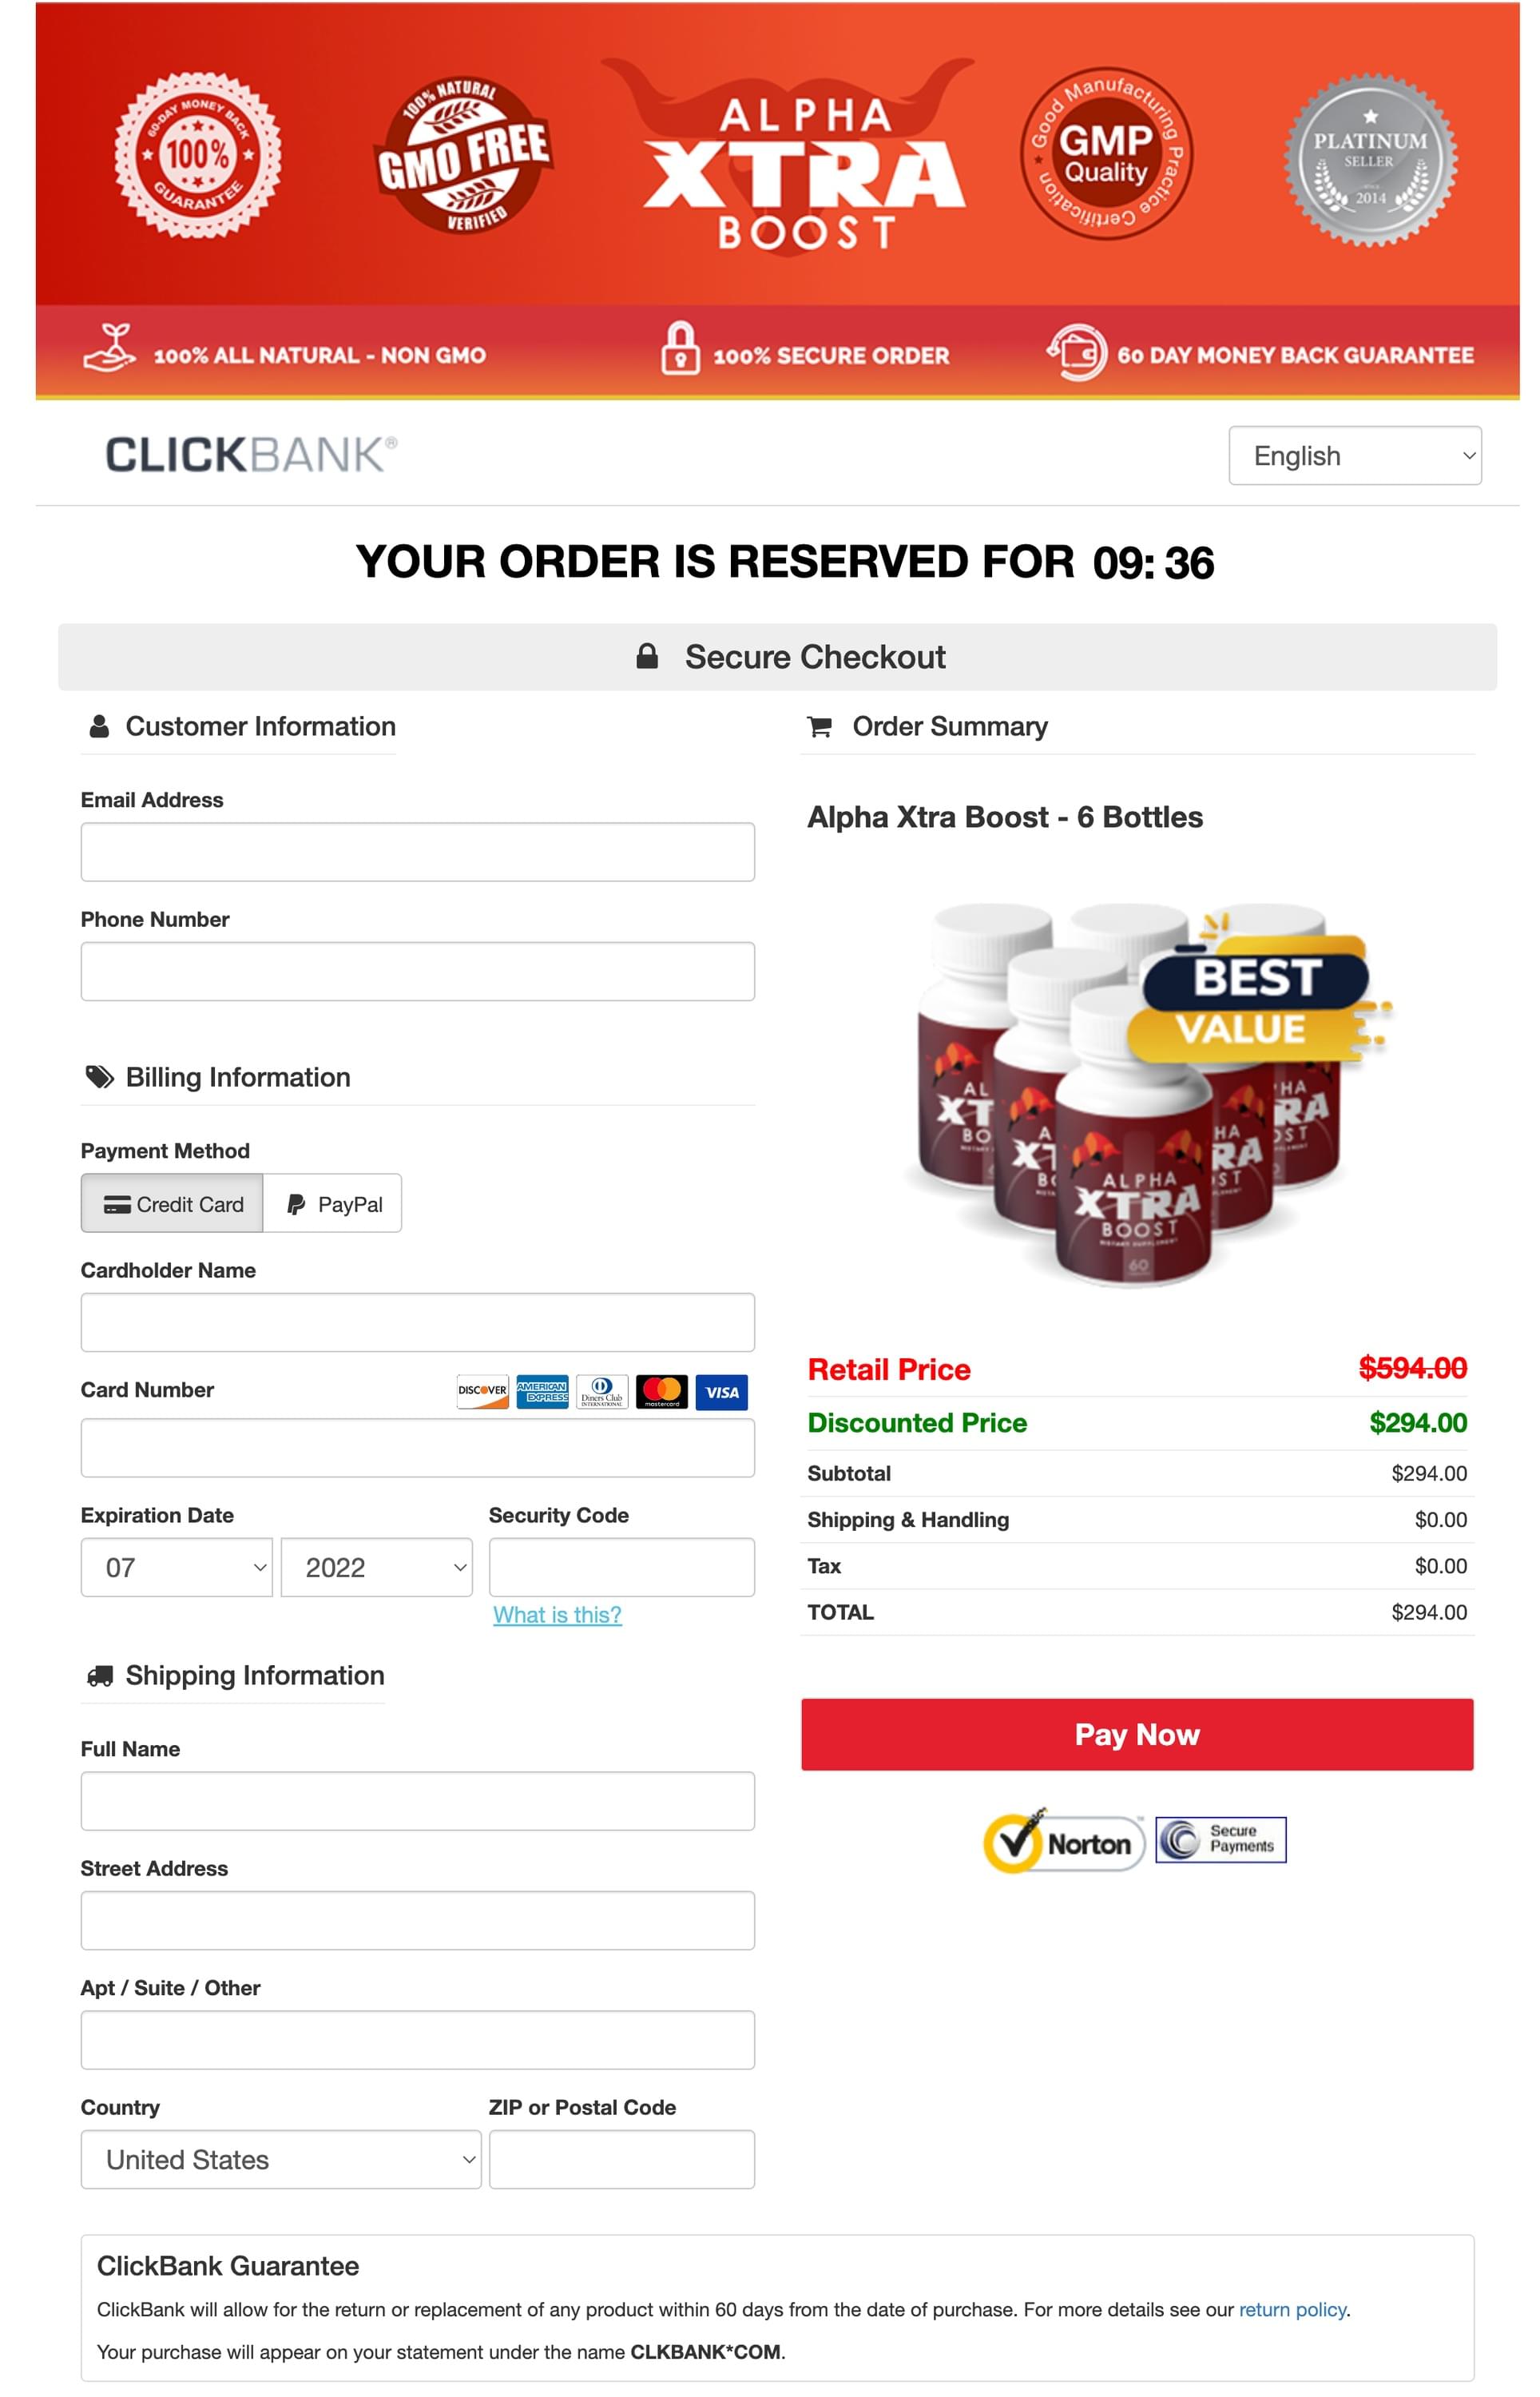 60-DAY MONEY BACK
100%
GUARANTEE
100% NATURAL
GMO FREE
VERIFIED
ALPHA
XTRA
BOOST
Good Manufacturing Practice Certification
GMP
Quality
PLATINUM
SELLER
2014
100% ALL NATURAL - NON GMO
100% SECURE ORDER
60 DAY MONEY BACK GUARANTEE
CLICKBANK®
English
YOUR ORDER IS RESERVED FOR 09: 36
Secure Checkout
Customer Information
Email Address
Phone Number
Billing Information
Payment Method
Credit Card
PayPal
Cardholder Name
Card Number
DISCOVER
AMERICAN EXPRESS
Diners Club INTERNATIONAL
mastercard
VISA
Expiration Date
Security Code
07
2022
What is this?
Shipping Information
Full Name
Street Address
Apt / Suite / Other
Country
ZIP or Postal Code
United States
Order Summary
Alpha Xtra Boost - 6 Bottles
BEST
VALUE
ALPHA
XTRA
BOOST
DIETARY SUPPLEMENT
60
Retail Price $594.00
Discounted Price $294.00
Subtotal $294.00
Shipping & Handling $0.00
Tax $0.00
TOTAL $294.00
Pay Now
Norton
Secure
Payments
ClickBank Guarantee
ClickBank will allow for the return or replacement of any product within 60 days from the date of purchase. For more details see our return policy.
Your purchase will appear on your statement under the name CLKBANK*COM.